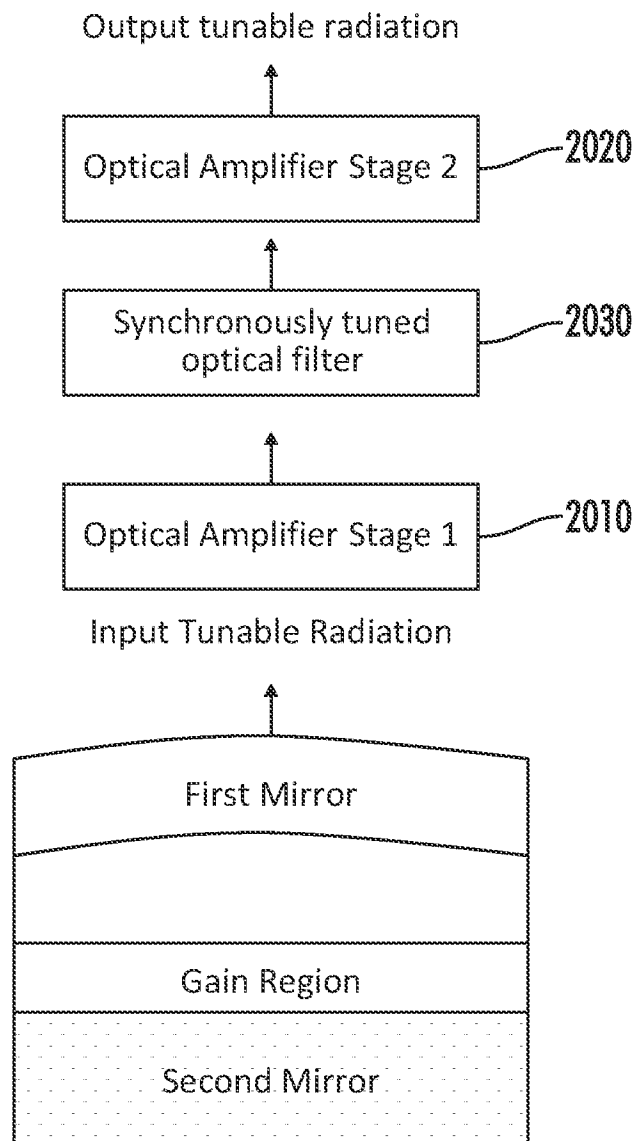 Output tunable radiation
Optical Amplifier Stage 2
2020
Synchronously tuned
optical filter
2030
Optical Amplifier Stage 1
2010
Input Tunable Radiation
First Mirror
Gain Region
Second Mirror